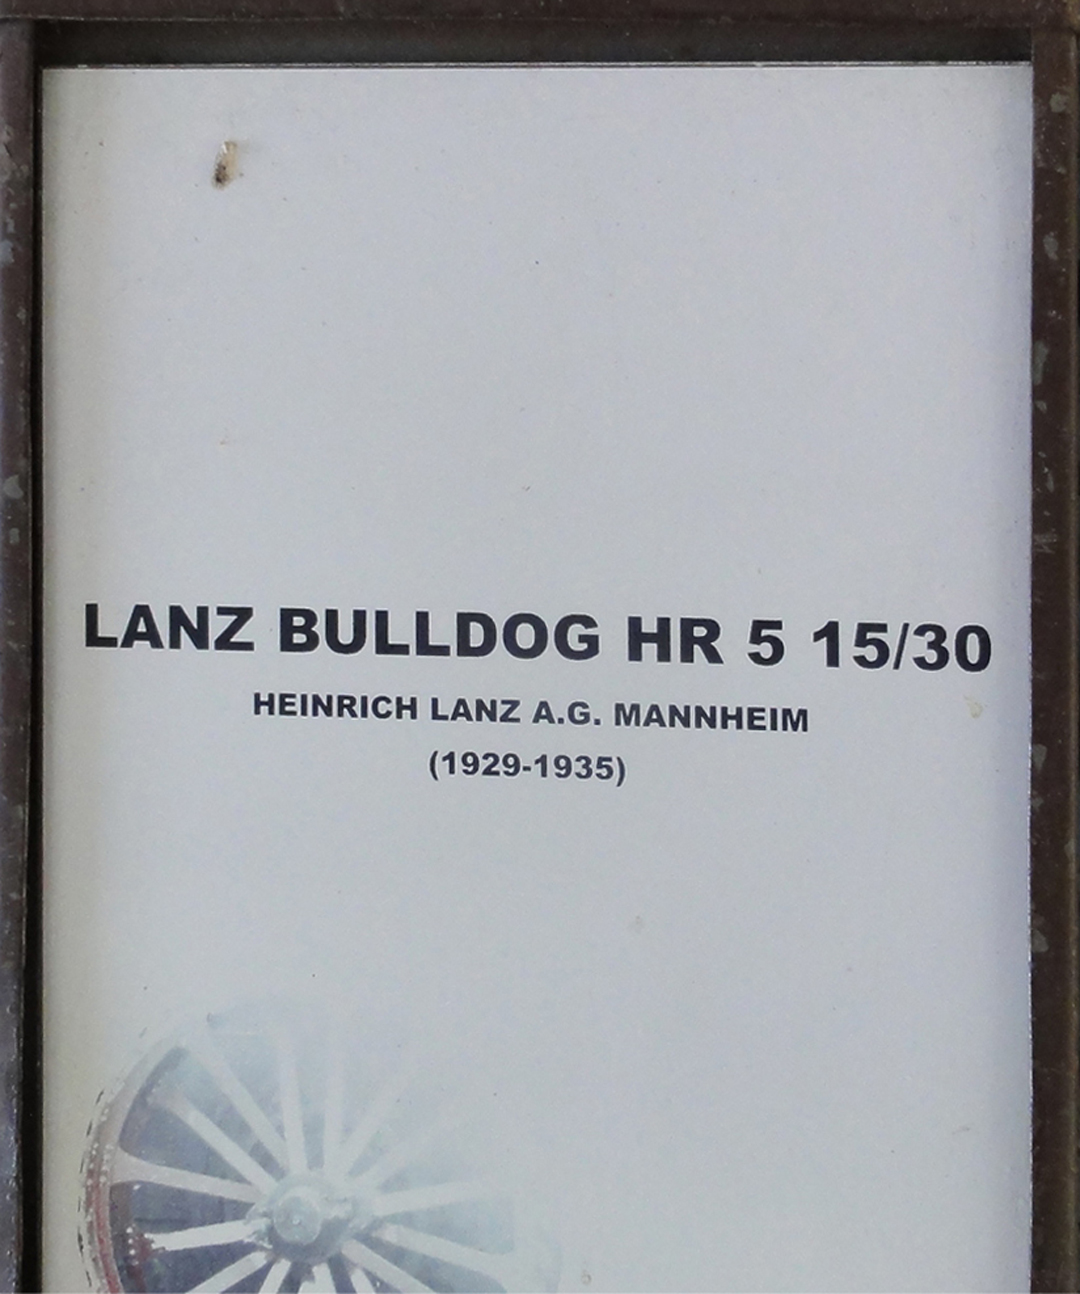 LANZ BULLDOG HR 5 15/30
HEINRICH LANZ A.G. MANNHEIM
(1929-1935)